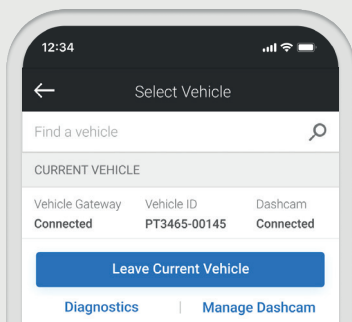 12:34
Select Vehicle
Find a vehicle
CURRENT VEHICLE
Vehicle Gateway Vehicle ID Dashcam
Connected PT3465-00145 Connected
Leave Current Vehicle
Diagnostics | Manage Dashcam